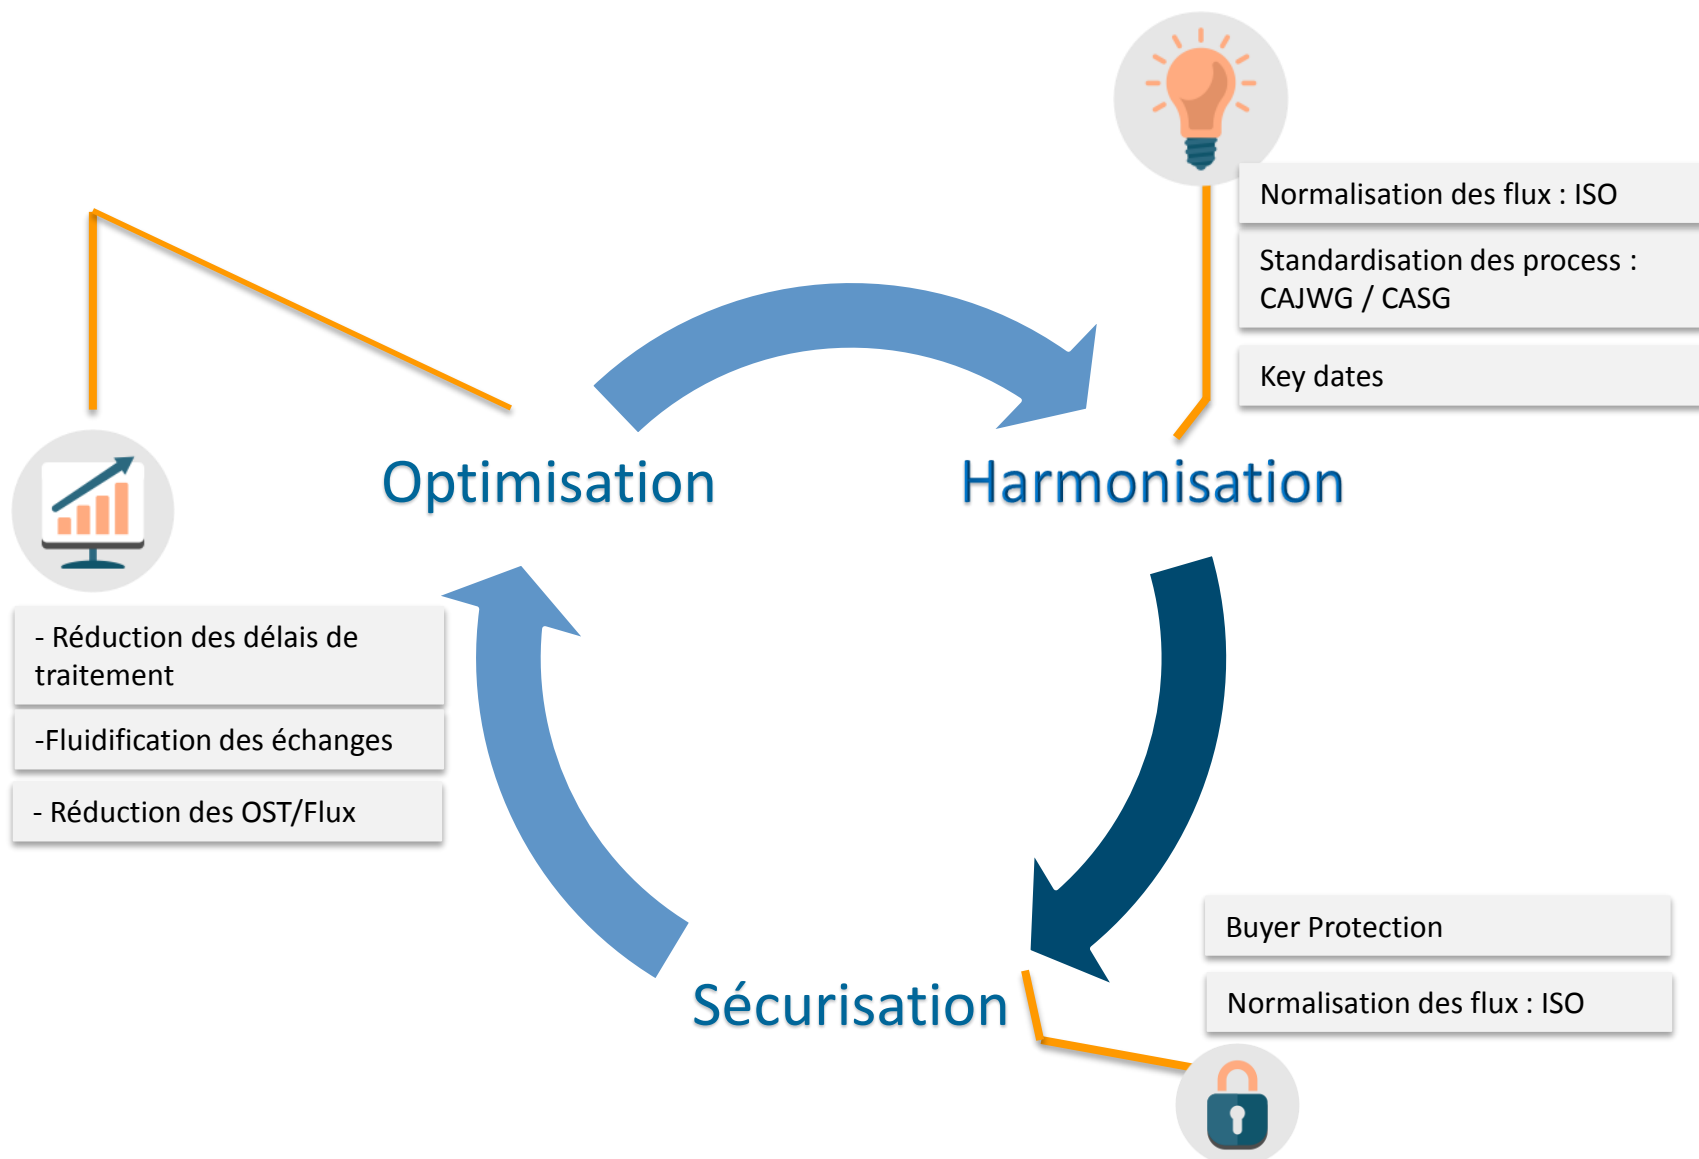 Normalisation des flux : ISO
Standardisation des process :
CAJWG / CASG
Key dates
Optimisation
Harmonisation
- Réduction des délais de
traitement
-Fluidification des échanges
- Réduction des OST/Flux
Buyer Protection
Sécurisation
Normalisation des flux : ISO